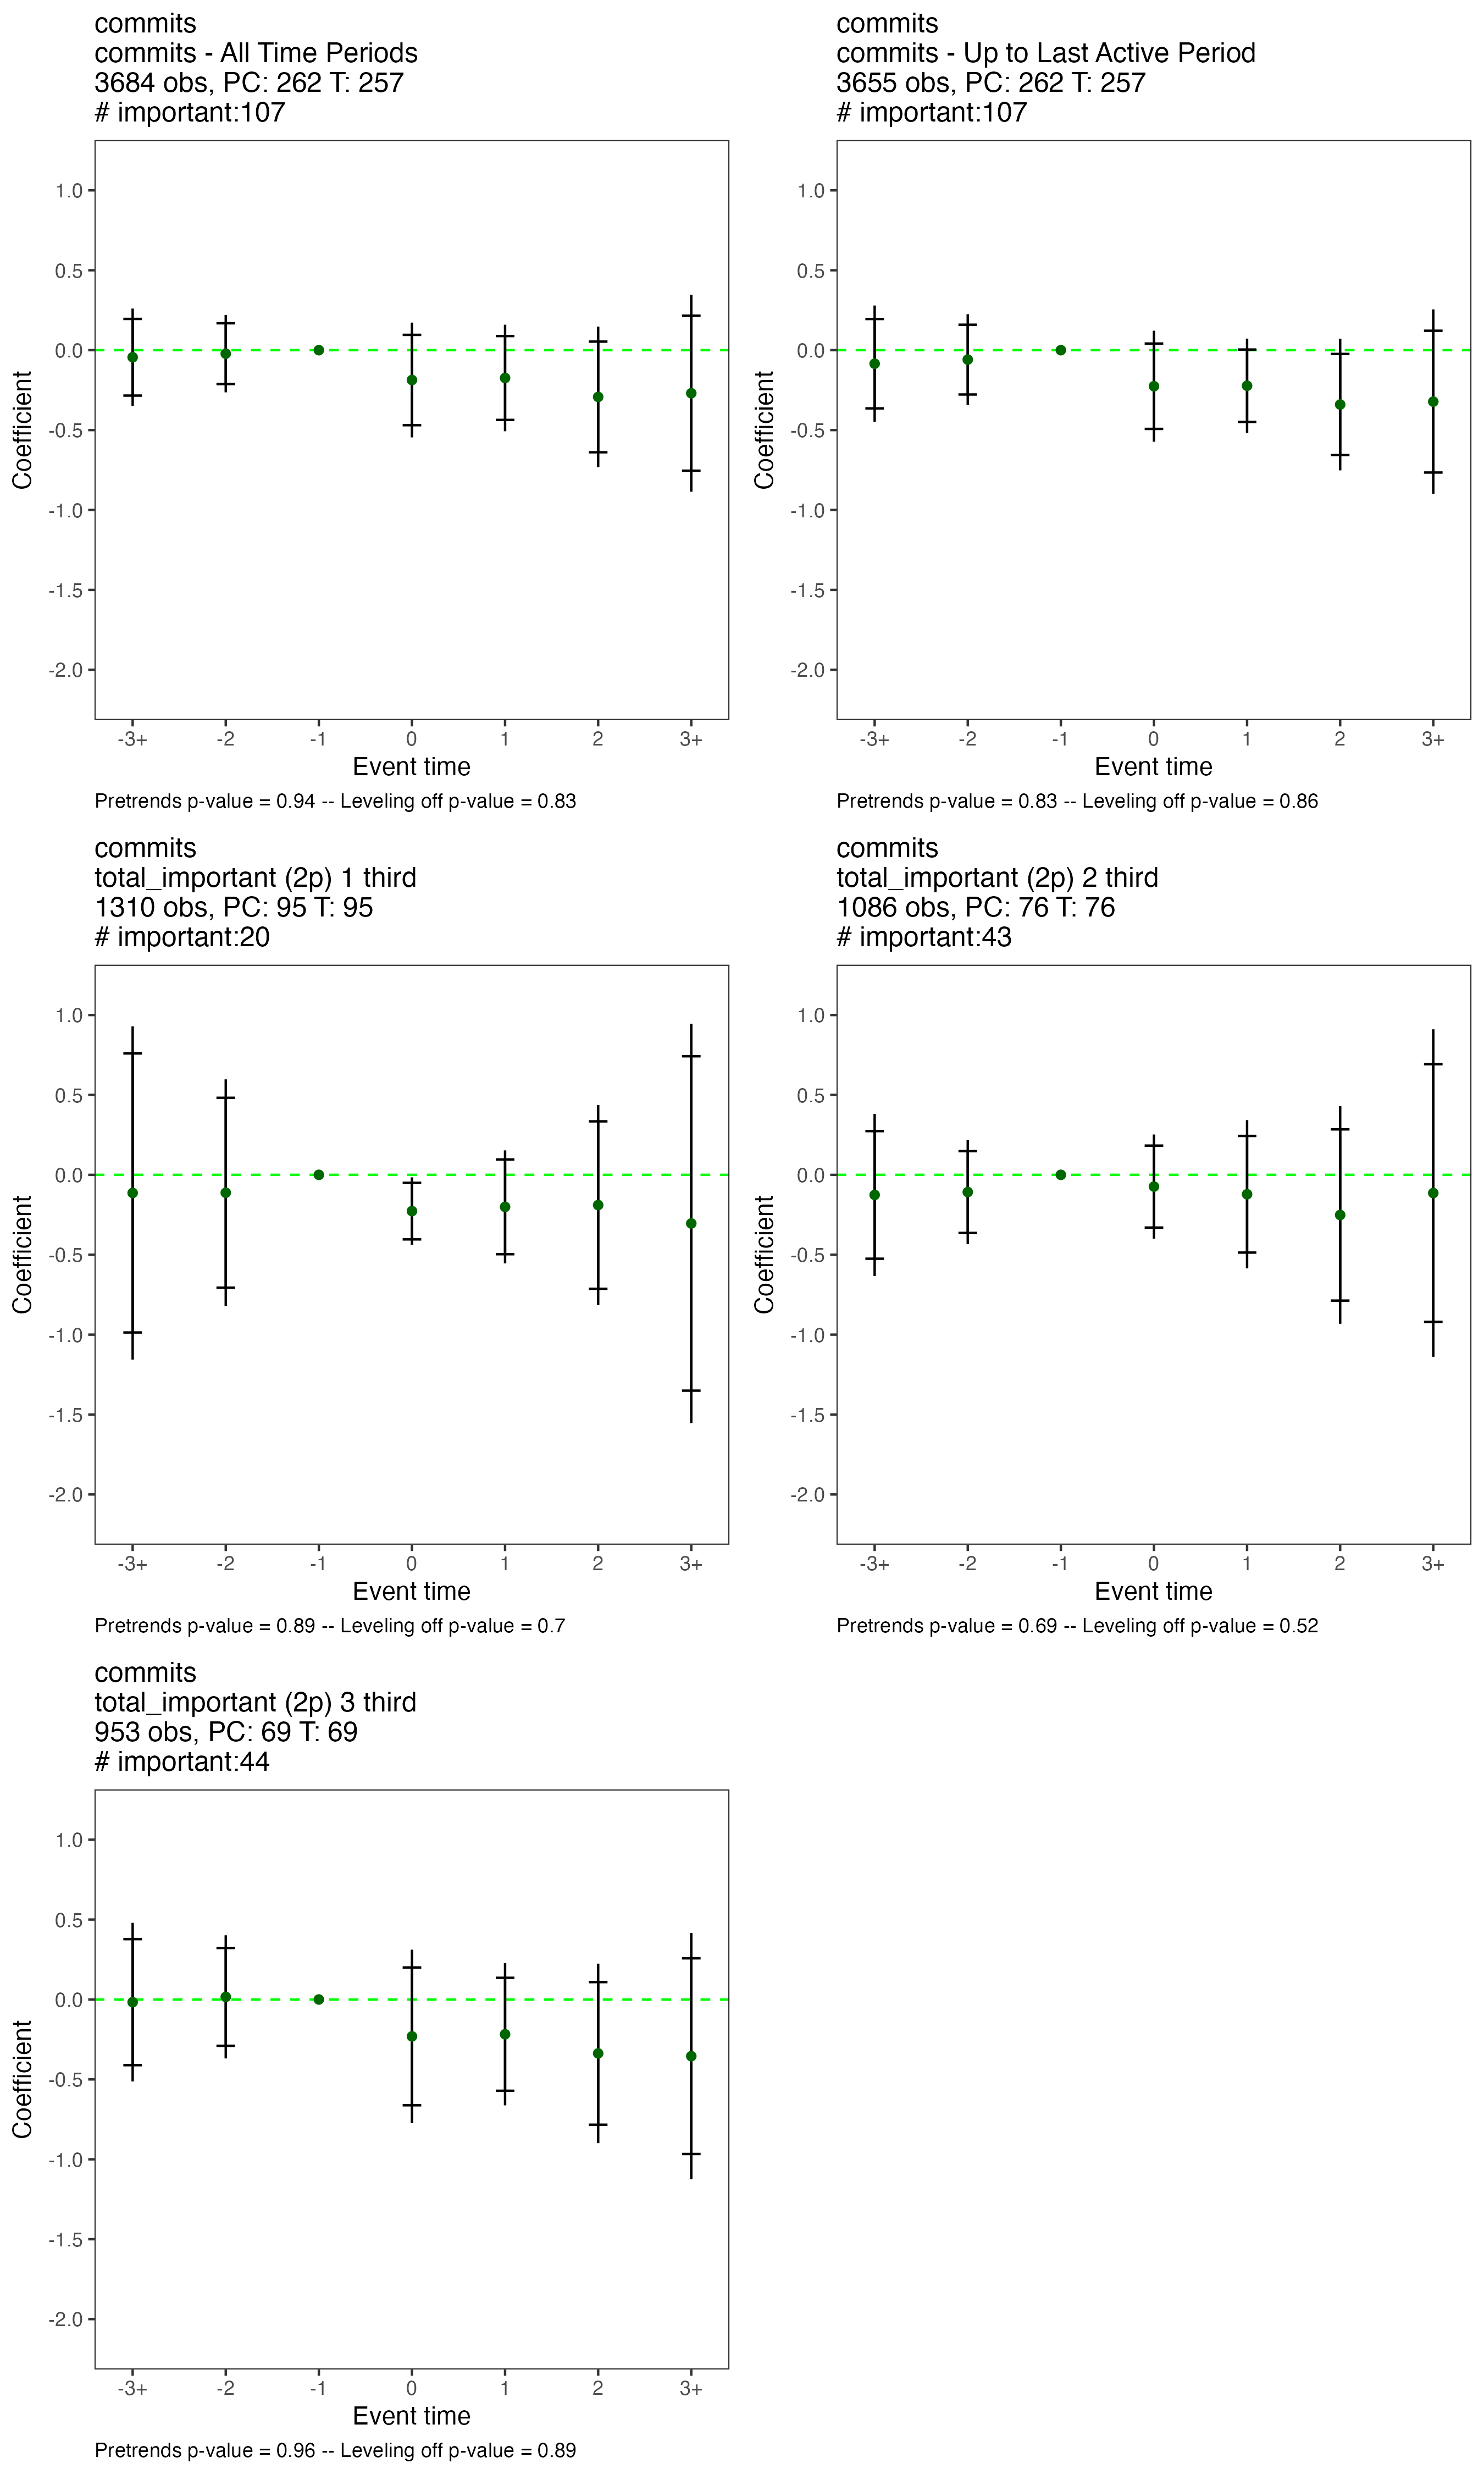 commits
commits - All Time Periods
3684 obs, PC: 262 T: 257
# important:107
1.0
0.5
0.0
-0.5
-1.0
-1.5
-2.0
Coefficient
-3+ -2 -1 0 1 2 3+
Event time
Pretrends p-value = 0.94 -- Leveling off p-value = 0.83
commits
commits - Up to Last Active Period
3655 obs, PC: 262 T: 257
# important:107
1.0
0.5
0.0
-0.5
-1.0
-1.5
-2.0
Coefficient
-3+ -2 -1 0 1 2 3+
Event time
Pretrends p-value = 0.83 -- Leveling off p-value = 0.86
commits
total_important (2p) 1 third
1310 obs, PC: 95 T: 95
# important:20
1.0
0.5
0.0
-0.5
-1.0
-1.5
-2.0
Coefficient
-3+ -2 -1 0 1 2 3+
Event time
Pretrends p-value = 0.89 -- Leveling off p-value = 0.7
commits
total_important (2p) 2 third
1086 obs, PC: 76 T: 76
# important:43
1.0
0.5
0.0
-0.5
-1.0
-1.5
-2.0
Coefficient
-3+ -2 -1 0 1 2 3+
Event time
Pretrends p-value = 0.69 -- Leveling off p-value = 0.52
commits
total_important (2p) 3 third
953 obs, PC: 69 T: 69
# important:44
1.0
0.5
0.0
-0.5
-1.0
-1.5
-2.0
Coefficient
-3+ -2 -1 0 1 2 3+
Event time
Pretrends p-value = 0.96 -- Leveling off p-value = 0.89